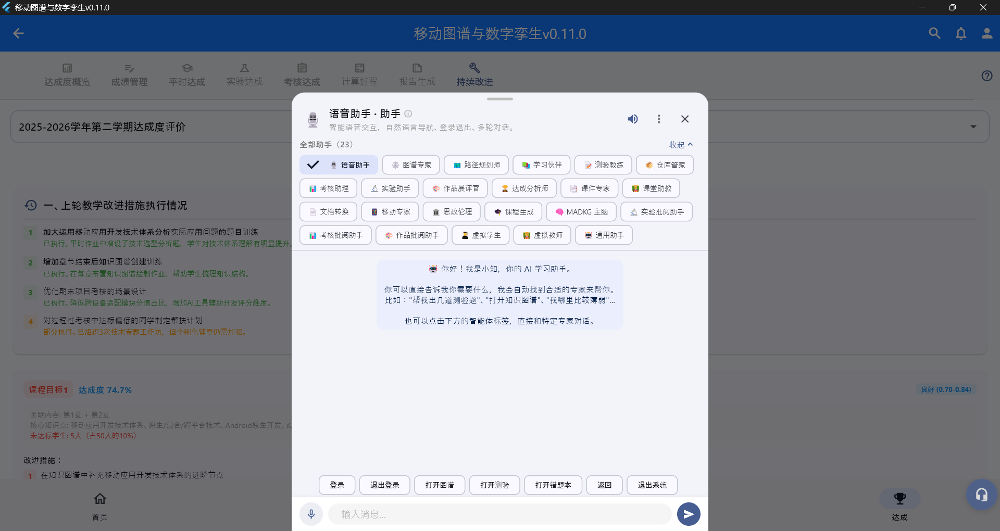 移动图谱与数字孪生v0.11.0
移动图谱与数字孪生v0.11.0
达成度概览
成绩管理
平时达成
实验达成
考核达成
计算过程
报告生成
持续改进
2025-2026学年第二学期达成度评价
一、上轮教学改进措施执行情况
1 加大运用移动应用开发技术体系分析实际应用问题的题目训练
已执行。平时作业中增设了技术选型分析题，学生对技术体系理解有明显提升。
2 增加章节结束后知识图谱创建训练
已执行。在每章布置知识图谱绘制作业，帮助学生梳理知识结构。
3 优化期末项目考核的场景设计
已执行。降低跨设备适配模块分值占比，增加AI工具辅助开发评分维度。
4 对过程性考核中达标偏低的同学制定帮扶计划
部分执行。已组织3次技术专题工作坊，但个别化辅导仍需加强。
课程目标1 达成度 74.7%
良好 (0.70-0.84)
关联内容: 第1章 + 第2章
核心知识点: 移动应用开发技术体系、原生/混合/跨平台技术、Android原生开发、iO
未达标学生: 5人（占50人的10%）
改进措施：
1 在知识图谱中补充移动应用开发技术体系的进阶节点
首页
达成
语音助手 · 助手
智能语音交互，自然语言导航、登录退出、多轮对话。
全部助手（23）
收起
语音助手
图谱专家
路径规划师
学习伙伴
测验教练
仓库管家
考核助理
实验助手
作品展评官
达成分析师
课件专家
课堂助教
文档转换
移动专家
思政伦理
课程生成
MADKG 主脑
实验批阅助手
考核批阅助手
作品批阅助手
虚拟学生
虚拟教师
通用助手
你好！我是小知，你的 AI 学习助手。
你可以直接告诉我你需要什么，我会自动找到合适的专家来帮你。
比如："帮我出几道测验题"、"打开知识图谱"、"我哪里比较薄弱"...
也可以点击下方的智能体标签，直接和特定专家对话。
登录
退出登录
打开图谱
打开测验
打开错题本
返回
退出系统
输入消息...